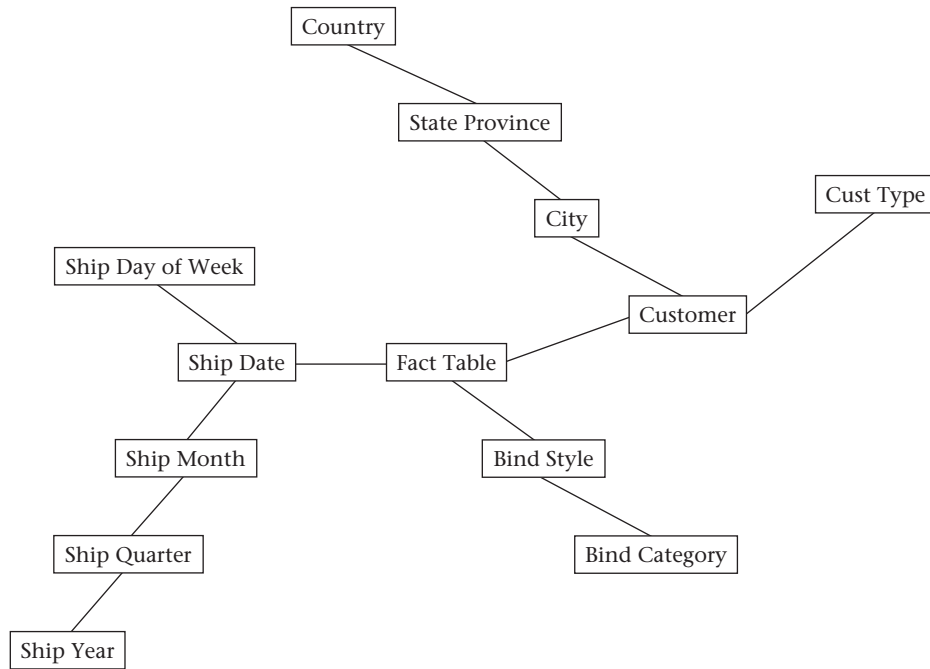 Country
State Province
Cust Type
City
Ship Day of Week
Customer
Ship Date
Fact Table
Ship Month
Bind Style
Ship Quarter
Bind Category
Ship Year